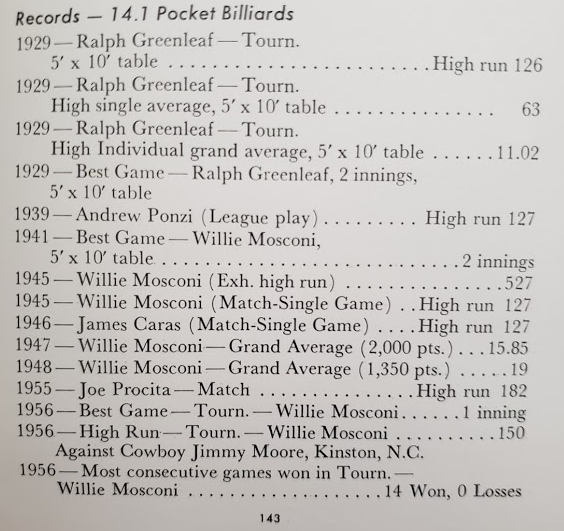 Records — 14.1 Pocket Billiards
1929 — Ralph Greenleaf — Tourn.
5' x 10' table ........................High run 126
1929 — Ralph Greenleaf — Tourn.
High single average, 5' x 10' table ............... 63
1929 — Ralph Greenleaf — Tourn.
High Individual grand average, 5' x 10' table ......11.02
1929 — Best Game — Ralph Greenleaf, 2 innings,
5' x 10' table
1939 — Andrew Ponzi (League play) ......... High run 127
1941 — Best Game — Willie Mosconi,
5' x 10' table ............................2 innings
1945 — Willie Mosconi (Exh. high run) ...............527
1945 — Willie Mosconi (Match-Single Game) ..High run 127
1946 — James Caras (Match-Single Game) ....High run 127
1947 — Willie Mosconi — Grand Average (2,000 pts.) ...15.85
1948 — Willie Mosconi — Grand Average (1,350 pts.) .....19
1955 — Joe Procita — Match ...............High run 182
1956 — Best Game — Tourn. — Willie Mosconi......1 inning
1956 — High Run — Tourn. — Willie Mosconi ..........150
Against Cowboy Jimmy Moore, Kinston, N.C.
1956 — Most consecutive games won in Tourn. —
Willie Mosconi ...................14 Won, 0 Losses
143